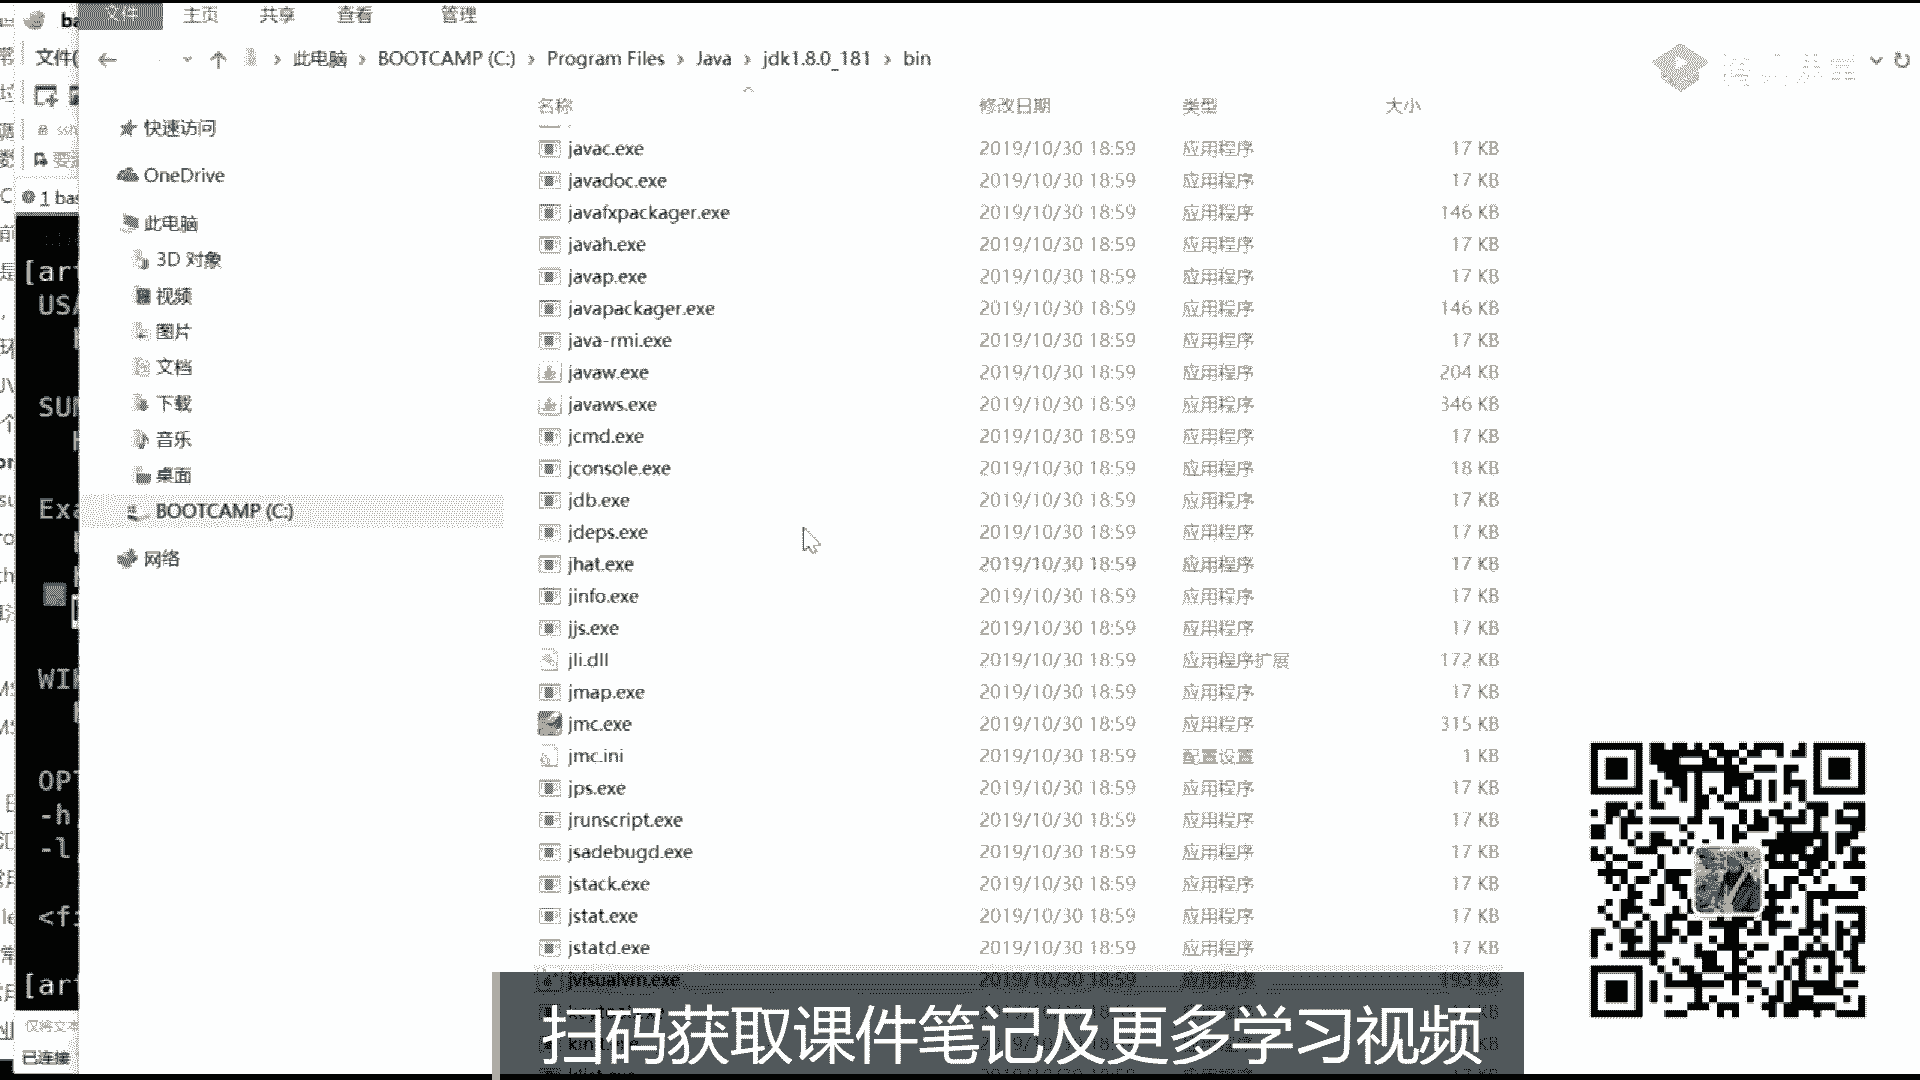 文件 主页 共享 查看 管理
此电脑 › BOOTCAMP (C:) › Program Files › Java › jdk1.8.0_181 › bin
名称 修改日期 类型 大小
快速访问
OneDrive
此电脑
3D 对象
视频
图片
文档
下载
音乐
桌面
BOOTCAMP (C:)
网络
javac.exe 2019/10/30 18:59 应用程序 17 KB
javadoc.exe 2019/10/30 18:59 应用程序 17 KB
javafxpackager.exe 2019/10/30 18:59 应用程序 146 KB
javah.exe 2019/10/30 18:59 应用程序 17 KB
javap.exe 2019/10/30 18:59 应用程序 17 KB
javapackager.exe 2019/10/30 18:59 应用程序 146 KB
java-rmi.exe 2019/10/30 18:59 应用程序 17 KB
javaw.exe 2019/10/30 18:59 应用程序 204 KB
javaws.exe 2019/10/30 18:59 应用程序 346 KB
jcmd.exe 2019/10/30 18:59 应用程序 17 KB
jconsole.exe 2019/10/30 18:59 应用程序 18 KB
jdb.exe 2019/10/30 18:59 应用程序 17 KB
jdeps.exe 2019/10/30 18:59 应用程序 17 KB
jhat.exe 2019/10/30 18:59 应用程序 17 KB
jinfo.exe 2019/10/30 18:59 应用程序 17 KB
jjs.exe 2019/10/30 18:59 应用程序 17 KB
jli.dll 2019/10/30 18:59 应用程序扩展 172 KB
jmap.exe 2019/10/30 18:59 应用程序 17 KB
jmc.exe 2019/10/30 18:59 应用程序 315 KB
jmc.ini 2019/10/30 18:59 配置设置 1 KB
jps.exe 2019/10/30 18:59 应用程序 17 KB
jrunscript.exe 2019/10/30 18:59 应用程序 17 KB
jsadebugd.exe 2019/10/30 18:59 应用程序 17 KB
jstack.exe 2019/10/30 18:59 应用程序 17 KB
jstat.exe 2019/10/30 18:59 应用程序 17 KB
jstatd.exe 2019/10/30 18:59 应用程序 17 KB
jvisualvm.exe 2019/10/30 18:59 应用程序 193 KB
扫码获取课件笔记及更多学习视频
文件(
1 bas
[art
USA
SUM
Exa
OPT
-h
-l
<f
[art
已连接